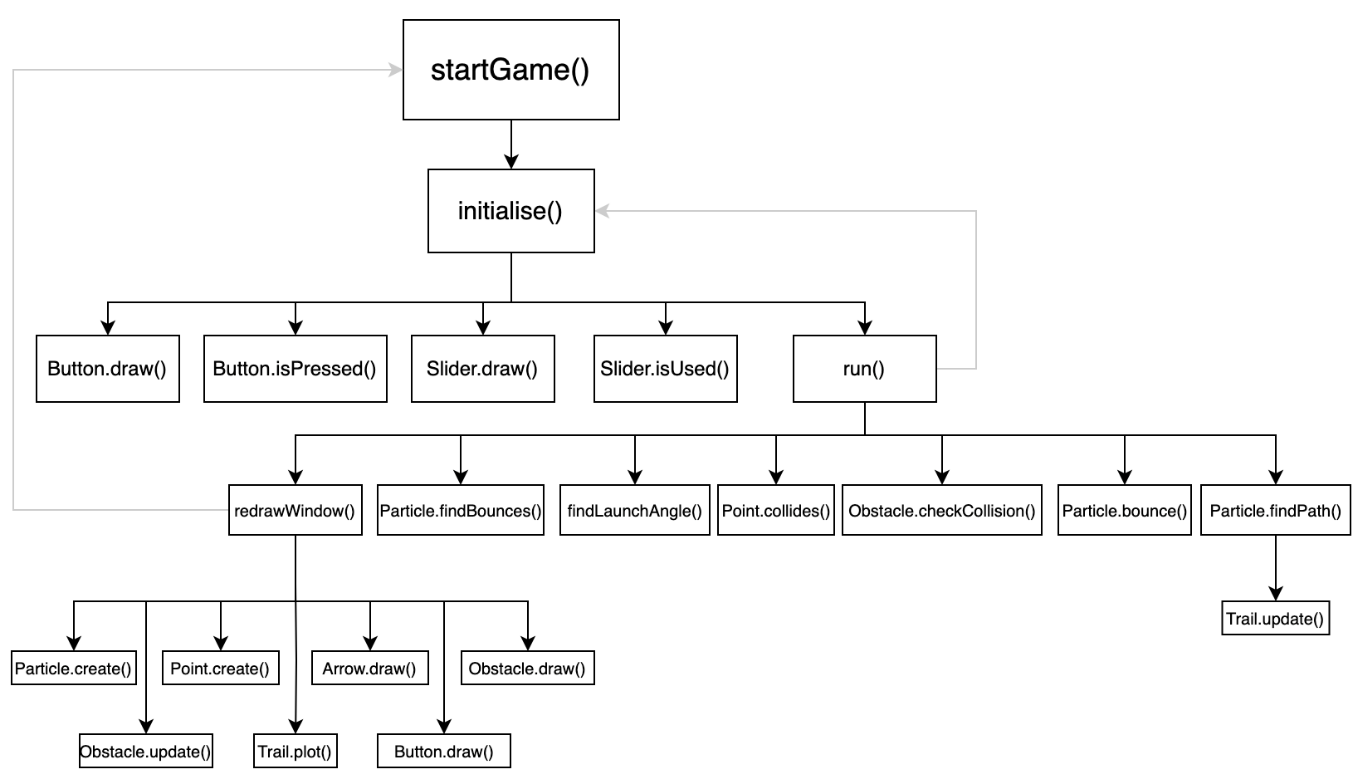 startGame()
initialise()
Button.draw()
Button.isPressed()
Slider.draw()
Slider.isUsed()
run()
redrawWindow()
Particle.findBounces()
findLaunchAngle()
Point.collides()
Obstacle.checkCollision()
Particle.bounce()
Particle.findPath()
Trail.update()
Particle.create()
Point.create()
Arrow.draw()
Obstacle.draw()
Obstacle.update()
Trail.plot()
Button.draw()